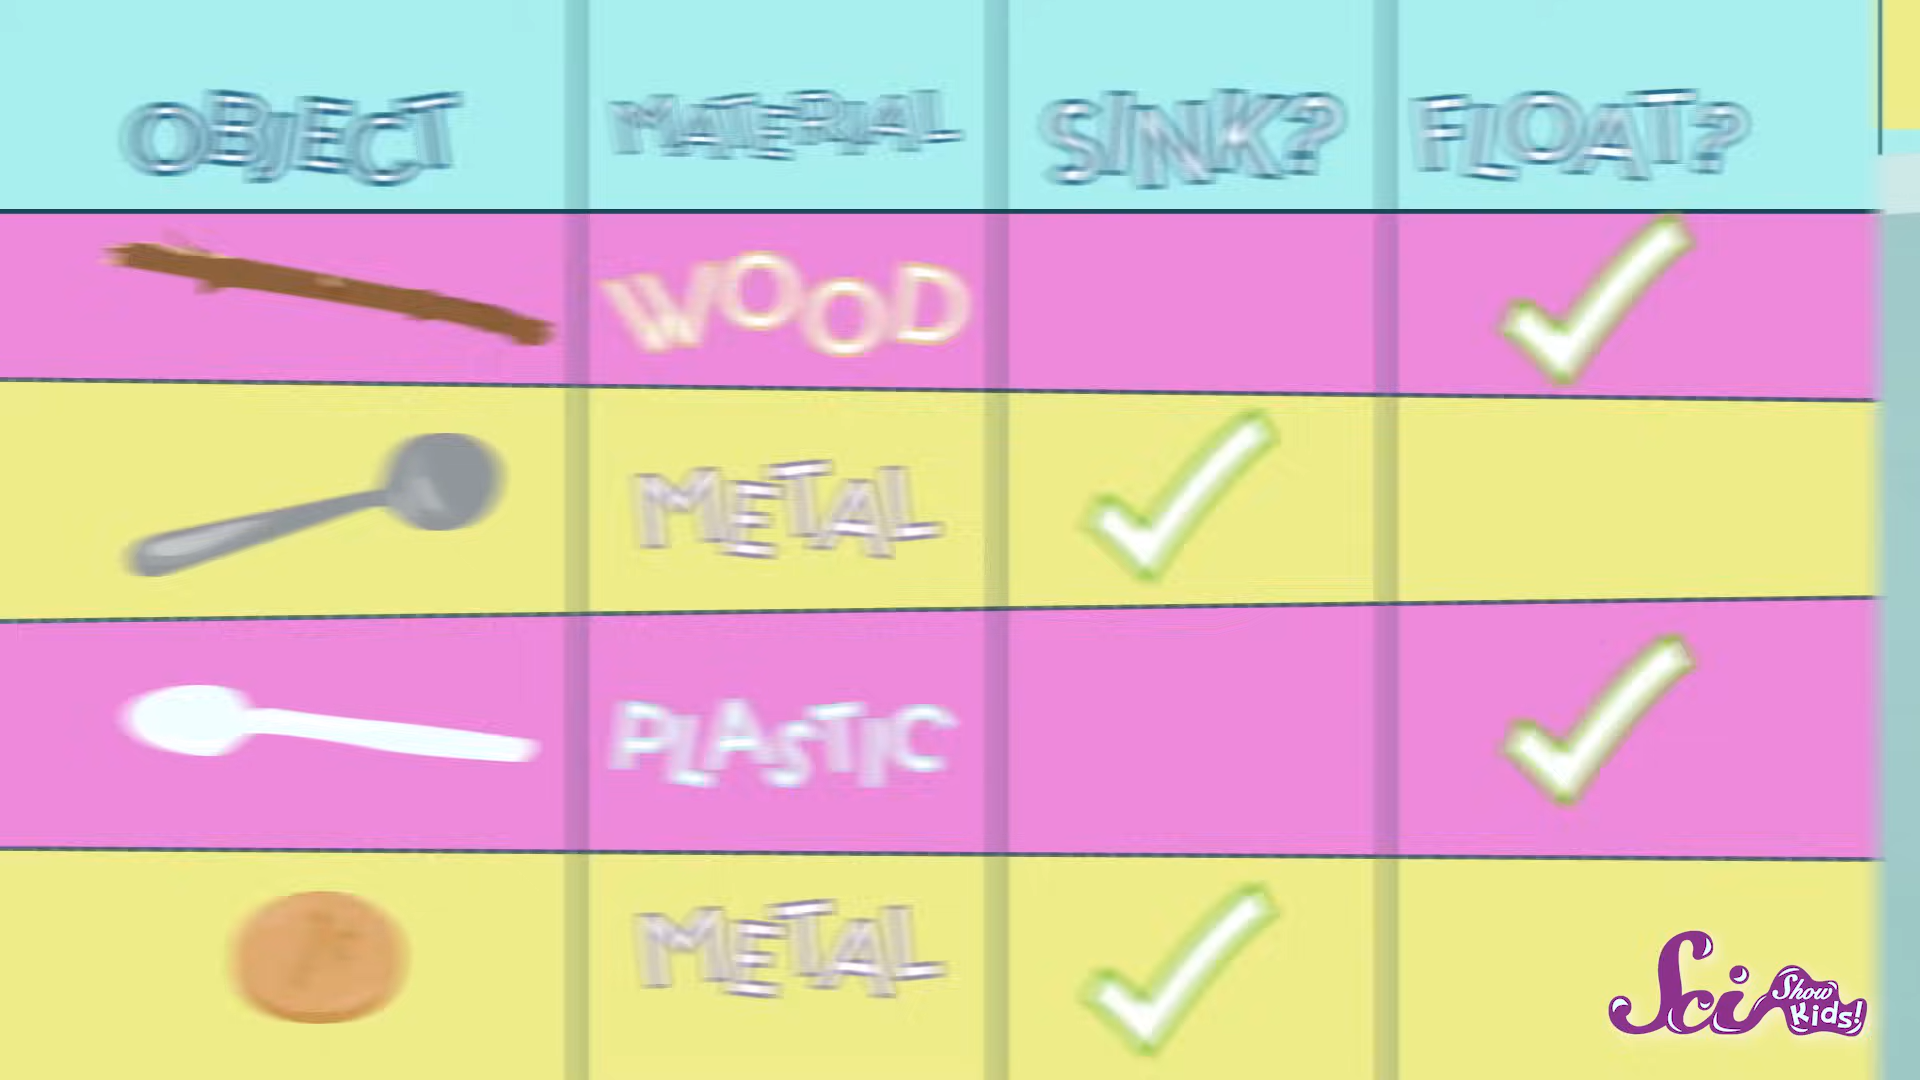 OBJECT MATERIAL SINK? FLOAT?
WOOD
METAL
PLASTIC
METAL
SciShow Kids!